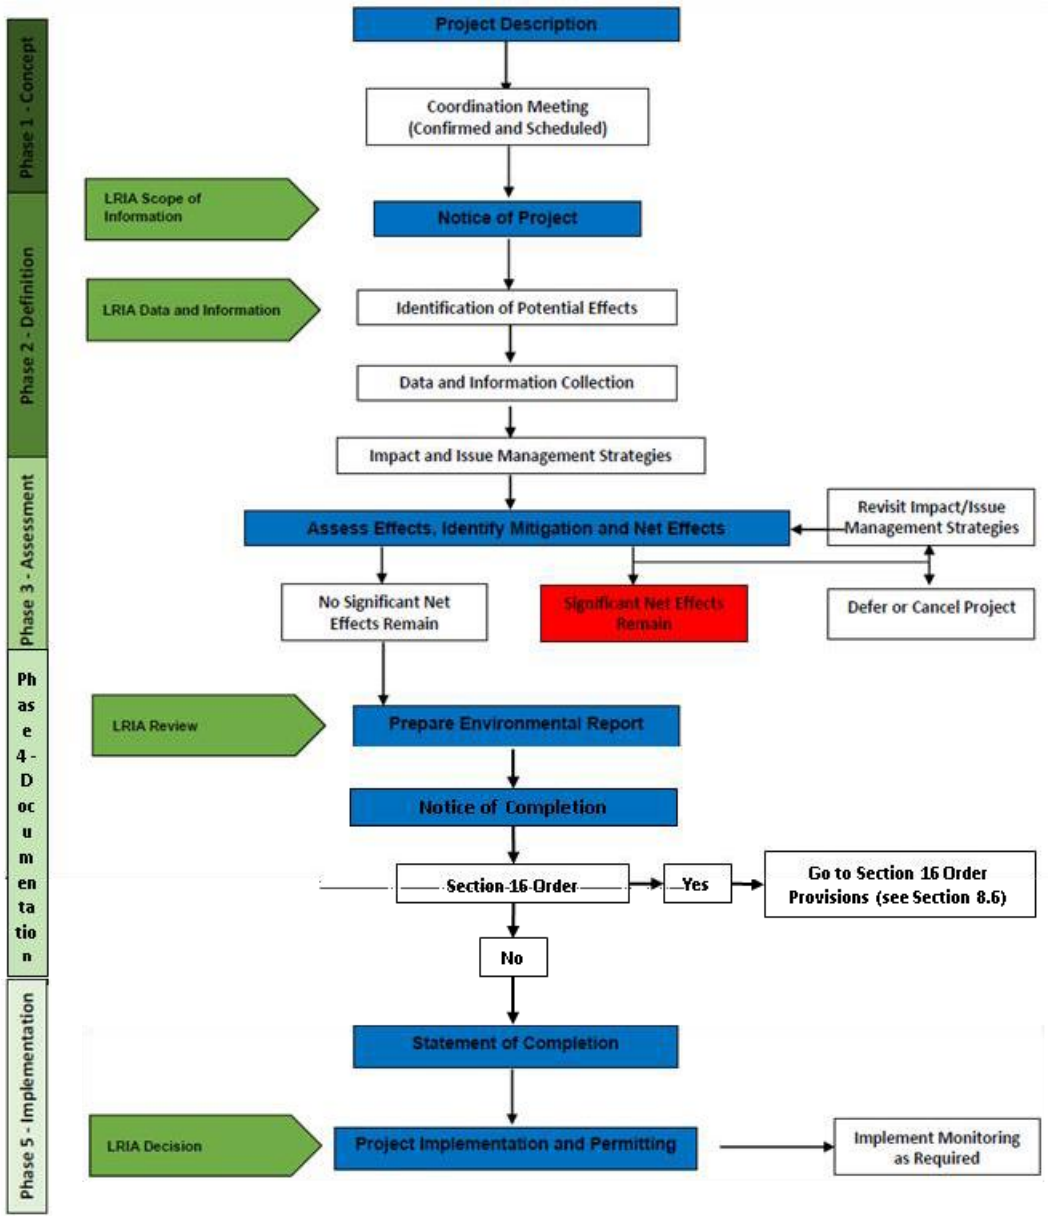 Project Description
Phase 1 - Concept
Coordination Meeting
(Confirmed and Scheduled)
LRIA Scope of
Information
Notice of Project
Phase 2 - Definition
LRIA Data and Information
Identification of Potential Effects
Data and Information Collection
Impact and Issue Management Strategies
Phase 3 - Assessment
Assess Effects, Identify Mitigation and Net Effects
Revisit Impact/Issue
Management Strategies
No Significant Net
Effects Remain
Significant Net Effects
Remain
Defer or Cancel Project
Ph
as
e
4 -
D
oc
u
m
en
ta
tio
n
LRIA Review
Prepare Environmental Report
Notice of Completion
Section 16 Order
Yes
Go to Section 16 Order
Provisions (see Section 8.6)
No
Phase 5 - Implementation
Statement of Completion
LRIA Decision
Project Implementation and Permitting
Implement Monitoring
as Required